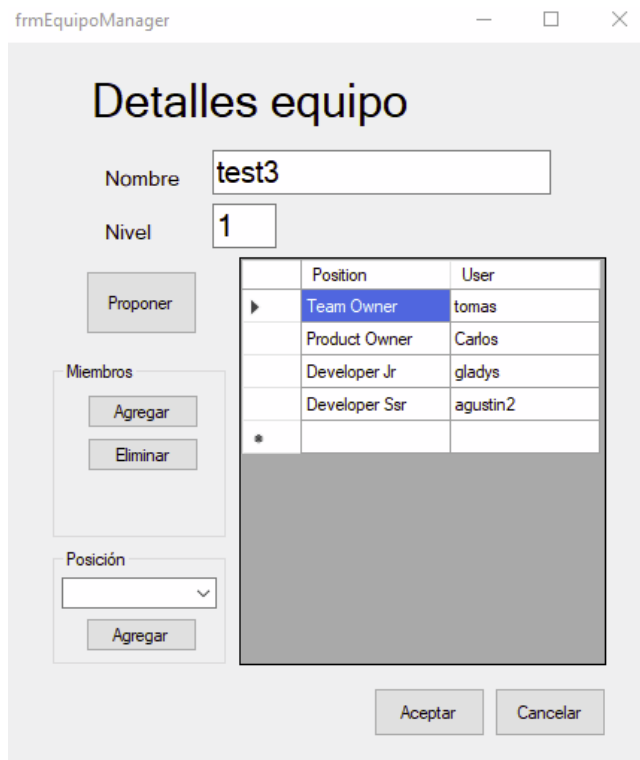 frmEquipoManager
Detalles equipo
Nombre test3
Nivel 1
Proponer
Position User
Team Owner tomas
Product Owner Carlos
Developer Jr gladys
Developer Ssr agustin2
Miembros
Agregar
Eliminar
Posición
Agregar
Aceptar Cancelar